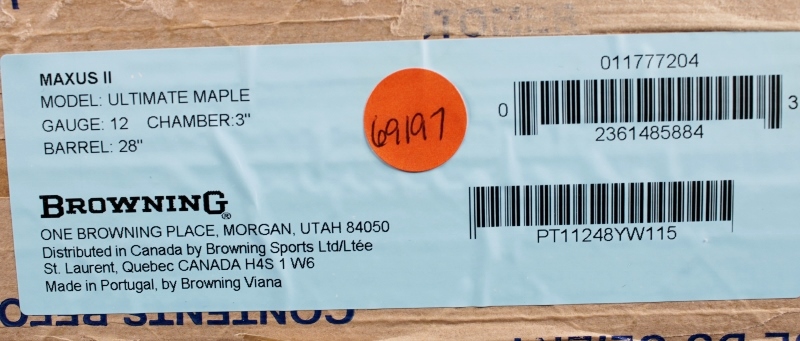 MAXUS II
MODEL: ULTIMATE MAPLE
GAUGE: 12 CHAMBER:3"
BARREL: 28"
69197
011777204
0 2361485884 3
BROWNING®
ONE BROWNING PLACE, MORGAN, UTAH 84050
Distributed in Canada by Browning Sports Ltd/Ltée
St. Laurent, Quebec CANADA H4S 1 W6
Made in Portugal, by Browning Viana
PT11248YW115
CONTENTS